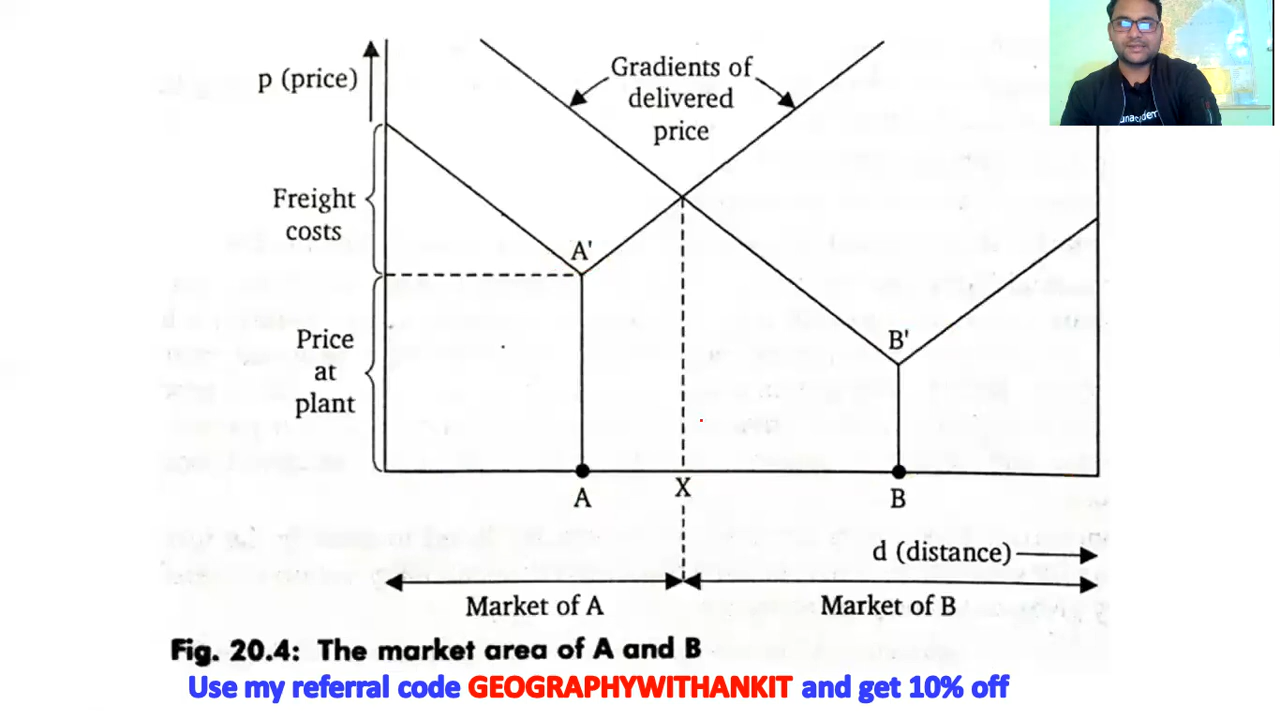 p (price)
Gradients of
delivered
price
Freight
costs
A'
Price
at
plant
B'
A
X
B
d (distance)
Market of A
Market of B
Fig. 20.4: The market area of A and B
Use my referral code GEOGRAPHYWITHANKIT and get 10% off